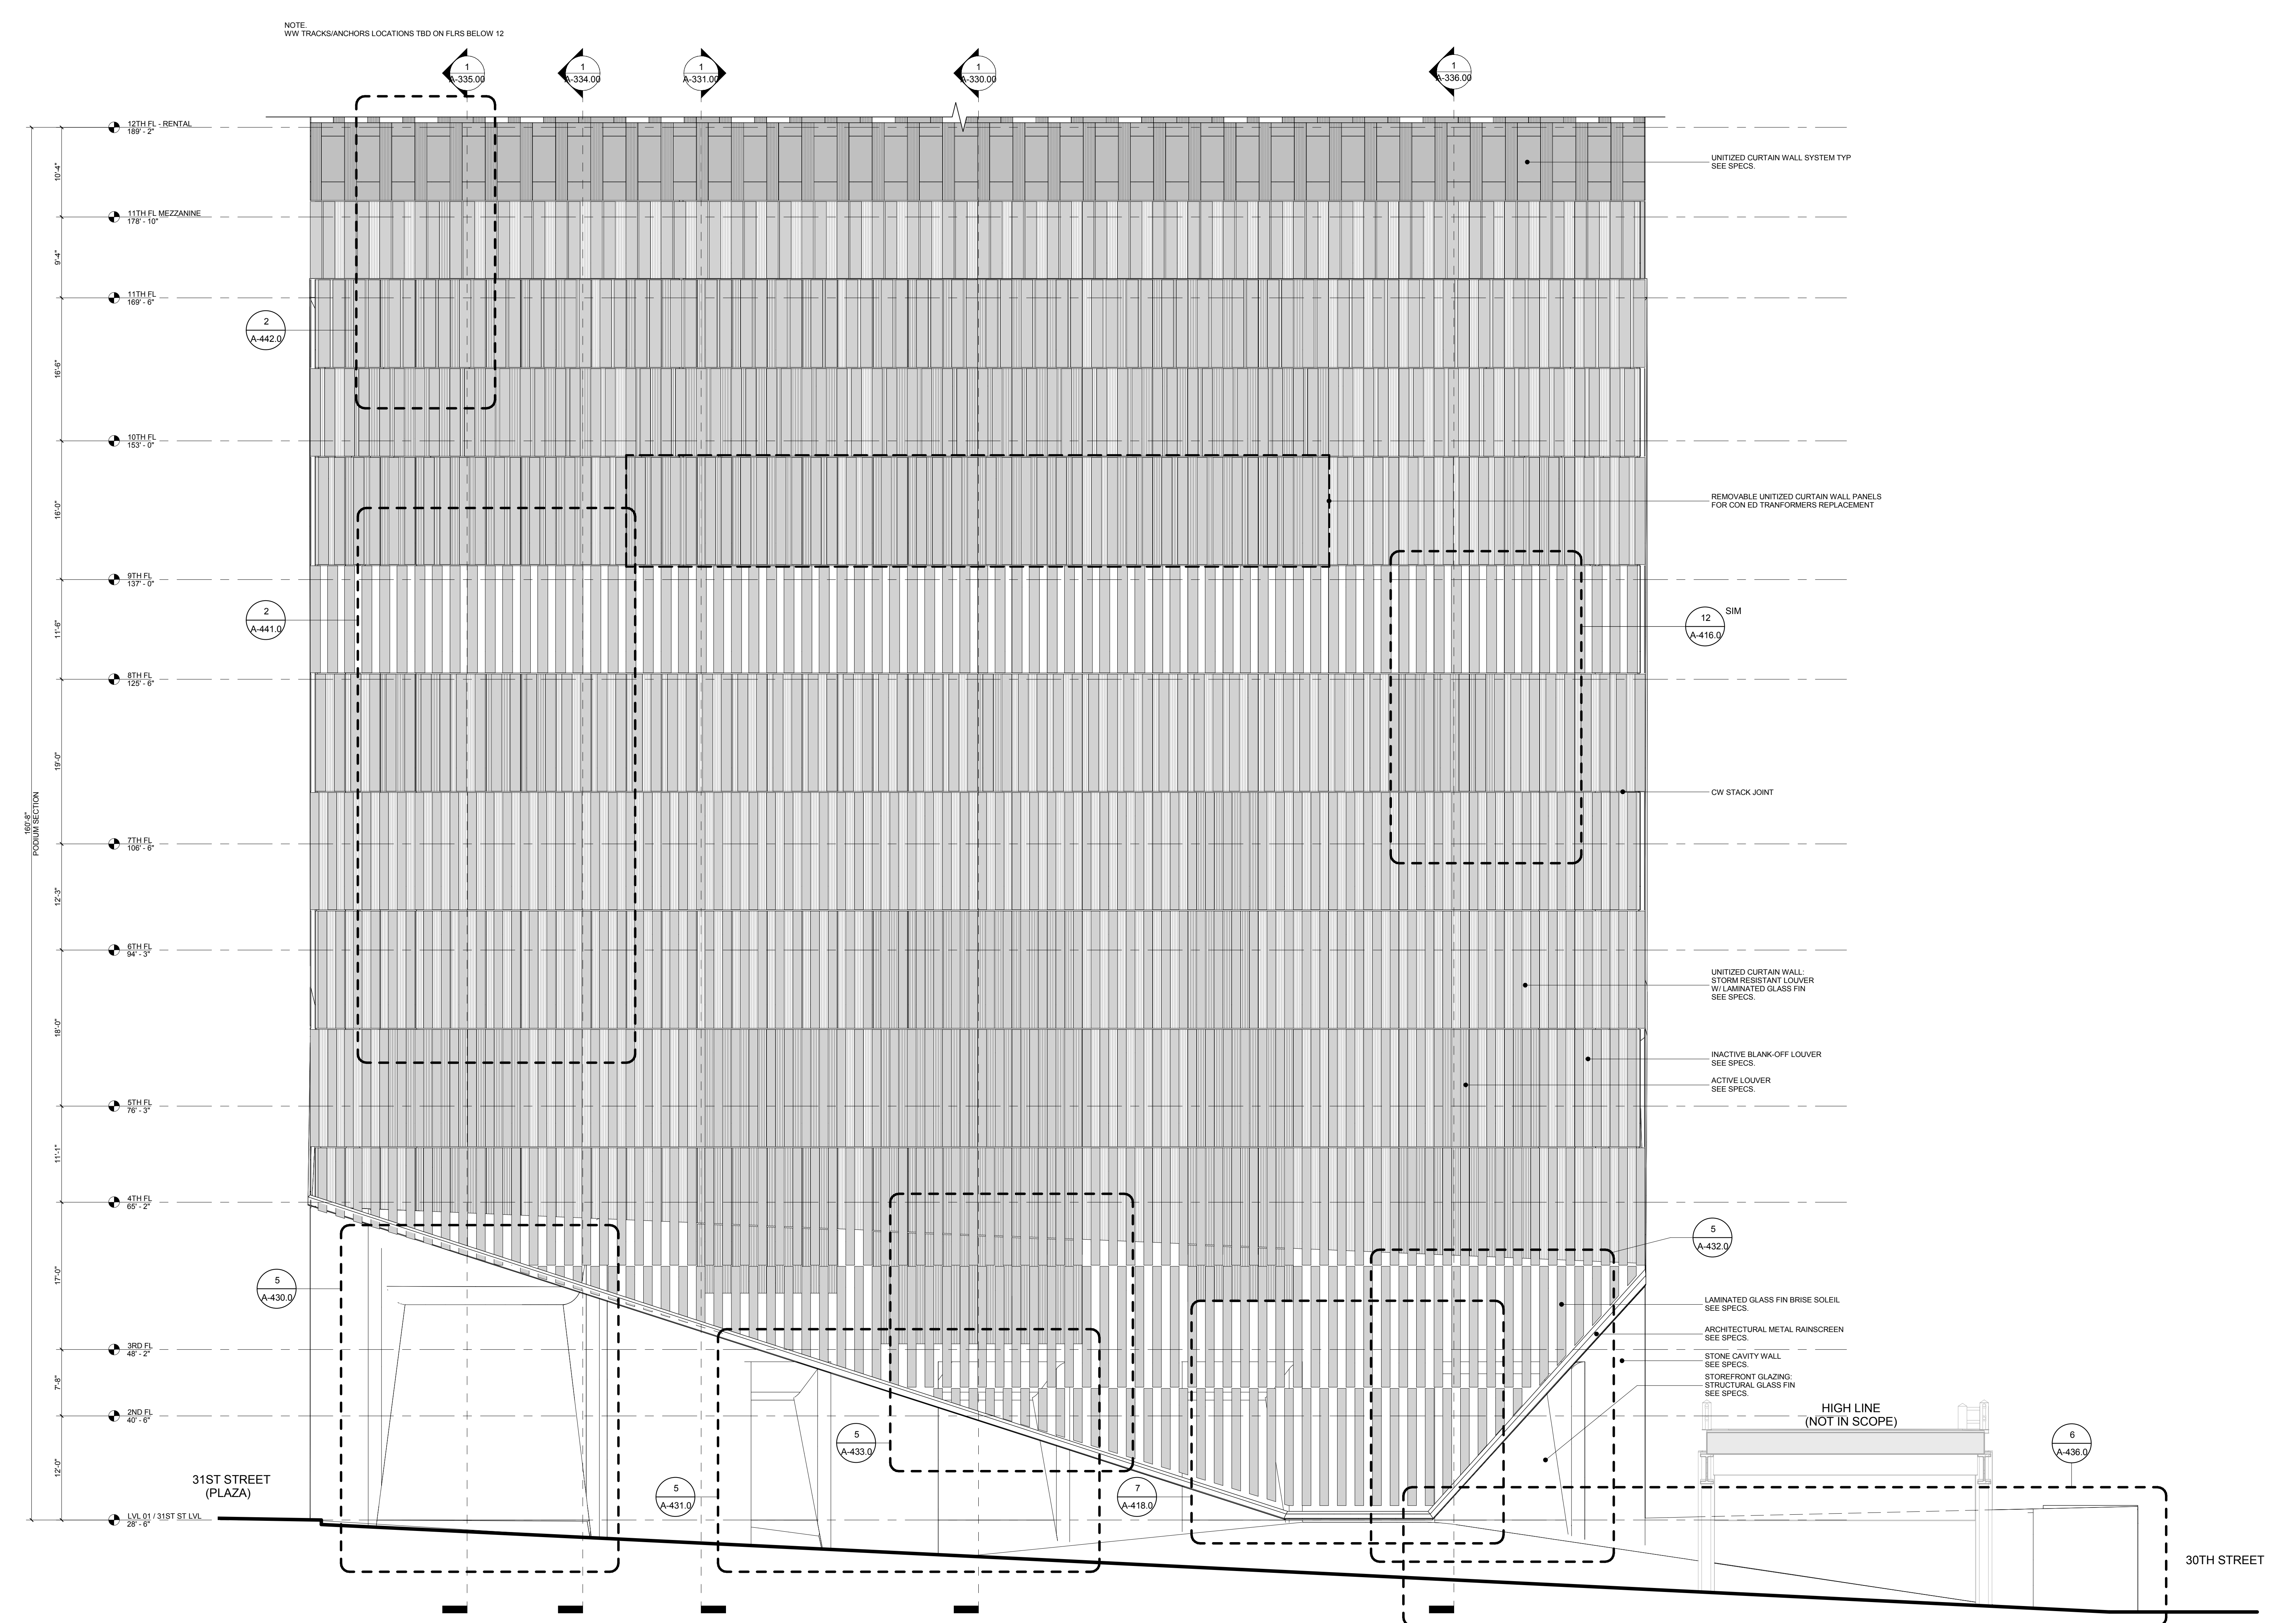 NOTE.
WW TRACKS/ANCHORS LOCATIONS TBD ON FLRS BELOW 12
1
A-335.00
1
A-334.00
1
A-331.00
1
A-330.00
1
A-336.00
12TH FL - RENTAL
189' - 2"
10'-4"
11TH FL MEZZANINE
178' - 10"
9'-4"
11TH FL
169' - 6"
16'-6"
10TH FL
153' - 0"
16'-0"
9TH FL
137' - 0"
11'-6"
8TH FL
125' - 6"
19'-0"
7TH FL
106' - 6"
12'-3"
6TH FL
94' - 3"
18'-0"
5TH FL
76' - 3"
11'-1"
4TH FL
65' - 2"
17'-0"
3RD FL
48' - 2"
7'-8"
2ND FL
40' - 6"
12'-0"
LVL 01 / 31ST ST LVL
28' - 6"
160'-8"
PODIUM SECTION
2
A-442.0
2
A-441.0
5
A-430.0
5
A-431.0
5
A-433.0
7
A-418.0
31ST STREET
(PLAZA)
UNITIZED CURTAIN WALL SYSTEM TYP
SEE SPECS.
REMOVABLE UNITIZED CURTAIN WALL PANELS
FOR CON ED TRANFORMERS REPLACEMENT
12
A-416.0
SIM
CW STACK JOINT
UNITIZED CURTAIN WALL:
STORM RESISTANT LOUVER
W/ LAMINATED GLASS FIN
SEE SPECS.
INACTIVE BLANK-OFF LOUVER
SEE SPECS.
ACTIVE LOUVER
SEE SPECS.
5
A-432.0
LAMINATED GLASS FIN BRISE SOLEIL
SEE SPECS.
ARCHITECTURAL METAL RAINSCREEN
SEE SPECS.
STONE CAVITY WALL
SEE SPECS.
STOREFRONT GLAZING:
STRUCTURAL GLASS FIN
SEE SPECS.
HIGH LINE
(NOT IN SCOPE)
6
A-436.0
30TH STREET